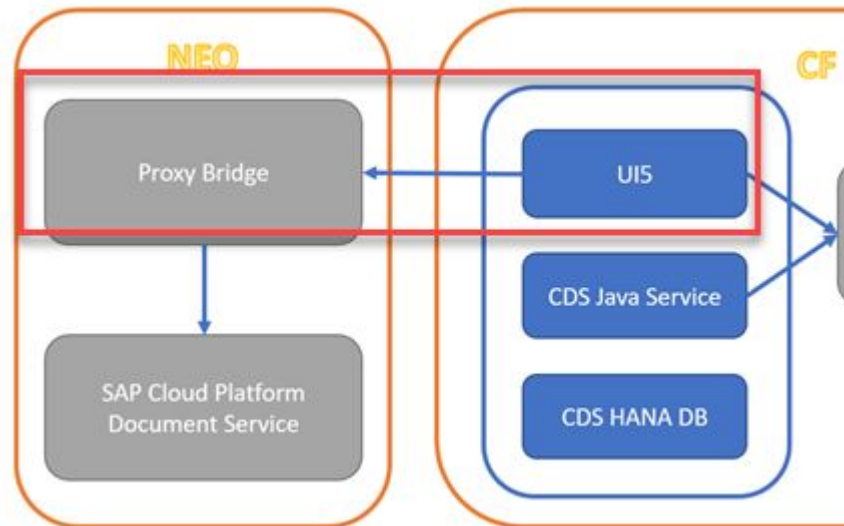 NEO
CF
Proxy Bridge
UI5
CDS Java Service
SAP Cloud Platform
Document Service
CDS HANA DB